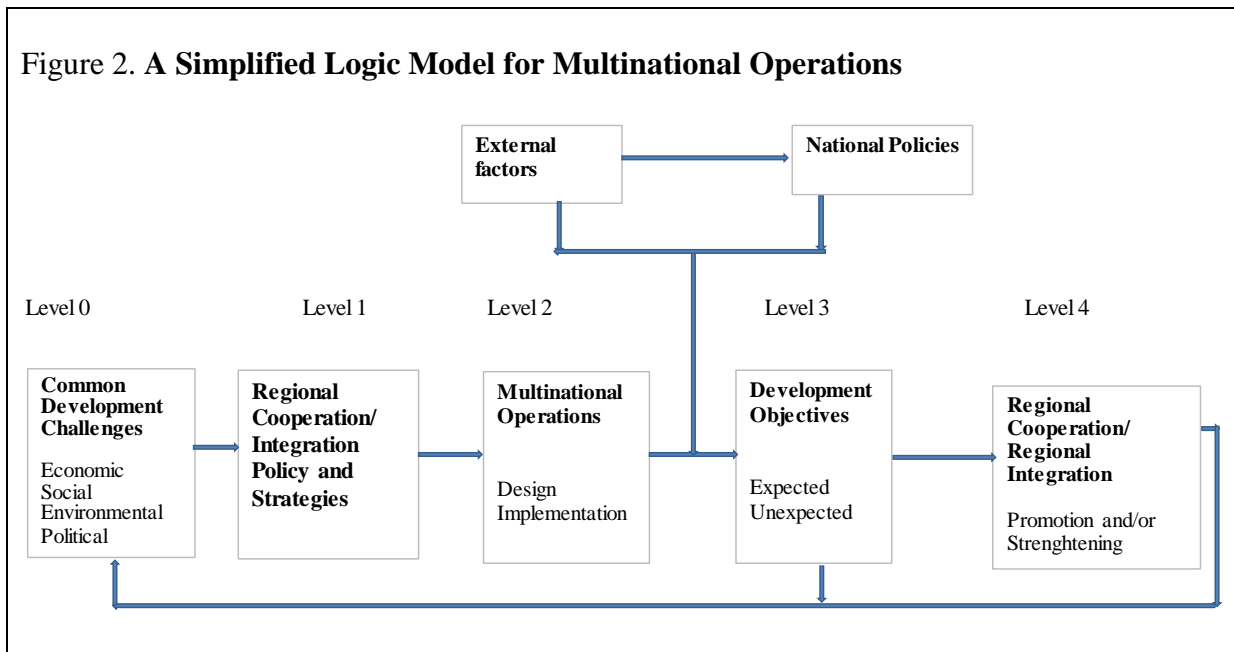 Figure 2. A Simplified Logic Model for Multinational Operations
External
factors
National Policies
Level 0
Level 1
Level 2
Level 3
Level 4
Common
Development
Challenges
Economic
Social
Environmental
Political
Regional
Cooperation/
Integration
Policy and
Strategies
Multinational
Operations
Design
Implementation
Development
Objectives
Expected
Unexpected
Regional
Cooperation/
Regional
Integration
Promotion and/or
Strenghtening